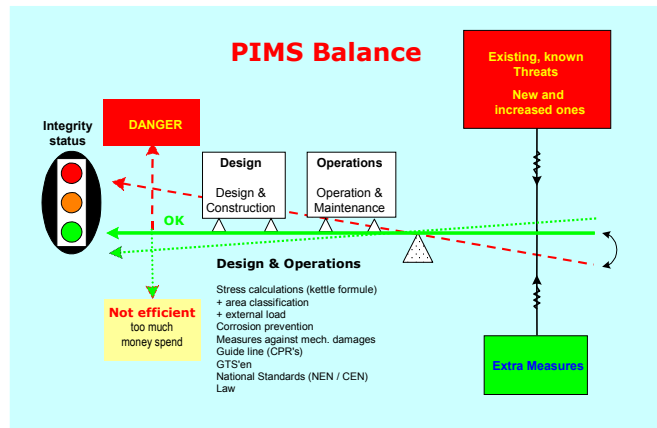 PIMS Balance
Existing, known
Threats
New and
increased ones
Integrity
status
DANGER
Design
Design &
Construction
Operations
Operation &
Maintenance
OK
Not efficient
too much
money spend
Design & Operations
Stress calculations (kettle formule)
+ area classification
+ external load
Corrosion prevention
Measures against mech. damages
Guide line (CPR's)
GTS'en
National Standards (NEN / CEN)
Law
Extra Measures